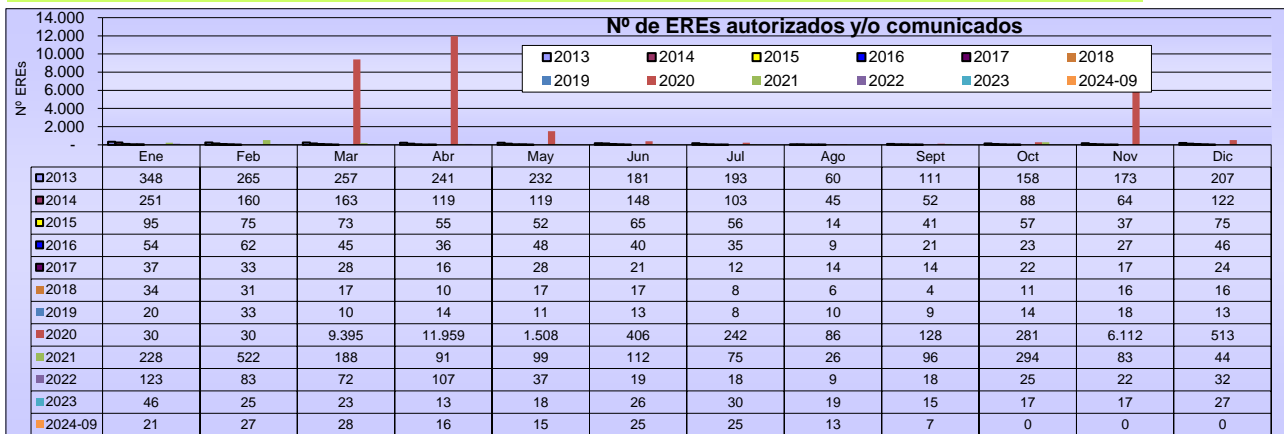 Nº de EREs autorizados y/o comunicados
2013 2014 2015 2016 2017 2018
2019 2020 2021 2022 2023 2024-09
Nº EREs
14.000
12.000
10.000
8.000
6.000
4.000
2.000
-
Ene Feb Mar Abr May Jun Jul Ago Sept Oct Nov Dic
2013 348 265 257 241 232 181 193 60 111 158 173 207
2014 251 160 163 119 119 148 103 45 52 88 64 122
2015 95 75 73 55 52 65 56 14 41 57 37 75
2016 54 62 45 36 48 40 35 9 21 23 27 46
2017 37 33 28 16 28 21 12 14 14 22 17 24
2018 34 31 17 10 17 17 8 6 4 11 16 16
2019 20 33 10 14 11 13 8 10 9 14 18 13
2020 30 30 9.395 11.959 1.508 406 242 86 128 281 6.112 513
2021 228 522 188 91 99 112 75 26 96 294 83 44
2022 123 83 72 107 37 19 18 9 18 25 22 32
2023 46 25 23 13 18 26 30 19 15 17 17 27
2024-09 21 27 28 16 15 25 25 13 7 0 0 0